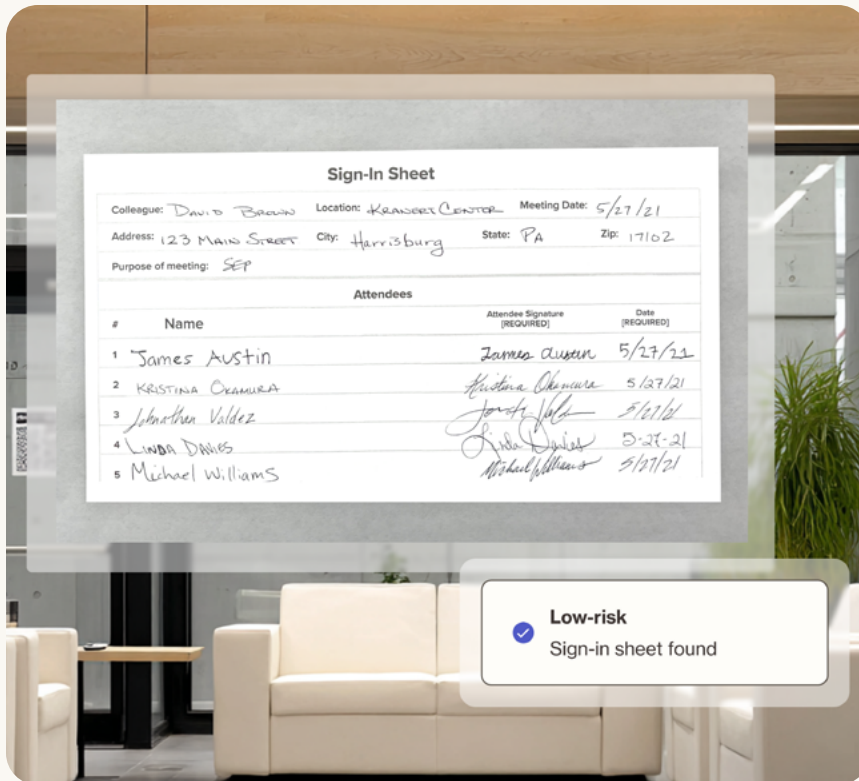 Sign-In Sheet
Colleague: David Brown Location: Kranert Center Meeting Date: 5/27/21
Address: 123 Main Street City: Harrisburg State: PA Zip: 17102
Purpose of meeting: SEP
Attendees
# Name Attendee Signature [REQUIRED] Date [REQUIRED]
1 James Austin James Austin 5/27/21
2 Kristina Okamura Kristina Okamura 5/27/21
3 Johnathan Valdez 5/27/21
4 Linda Davies Linda Davies 5-27-21
5 Michael Williams Michael Williams 5/27/21
Low-risk
Sign-in sheet found